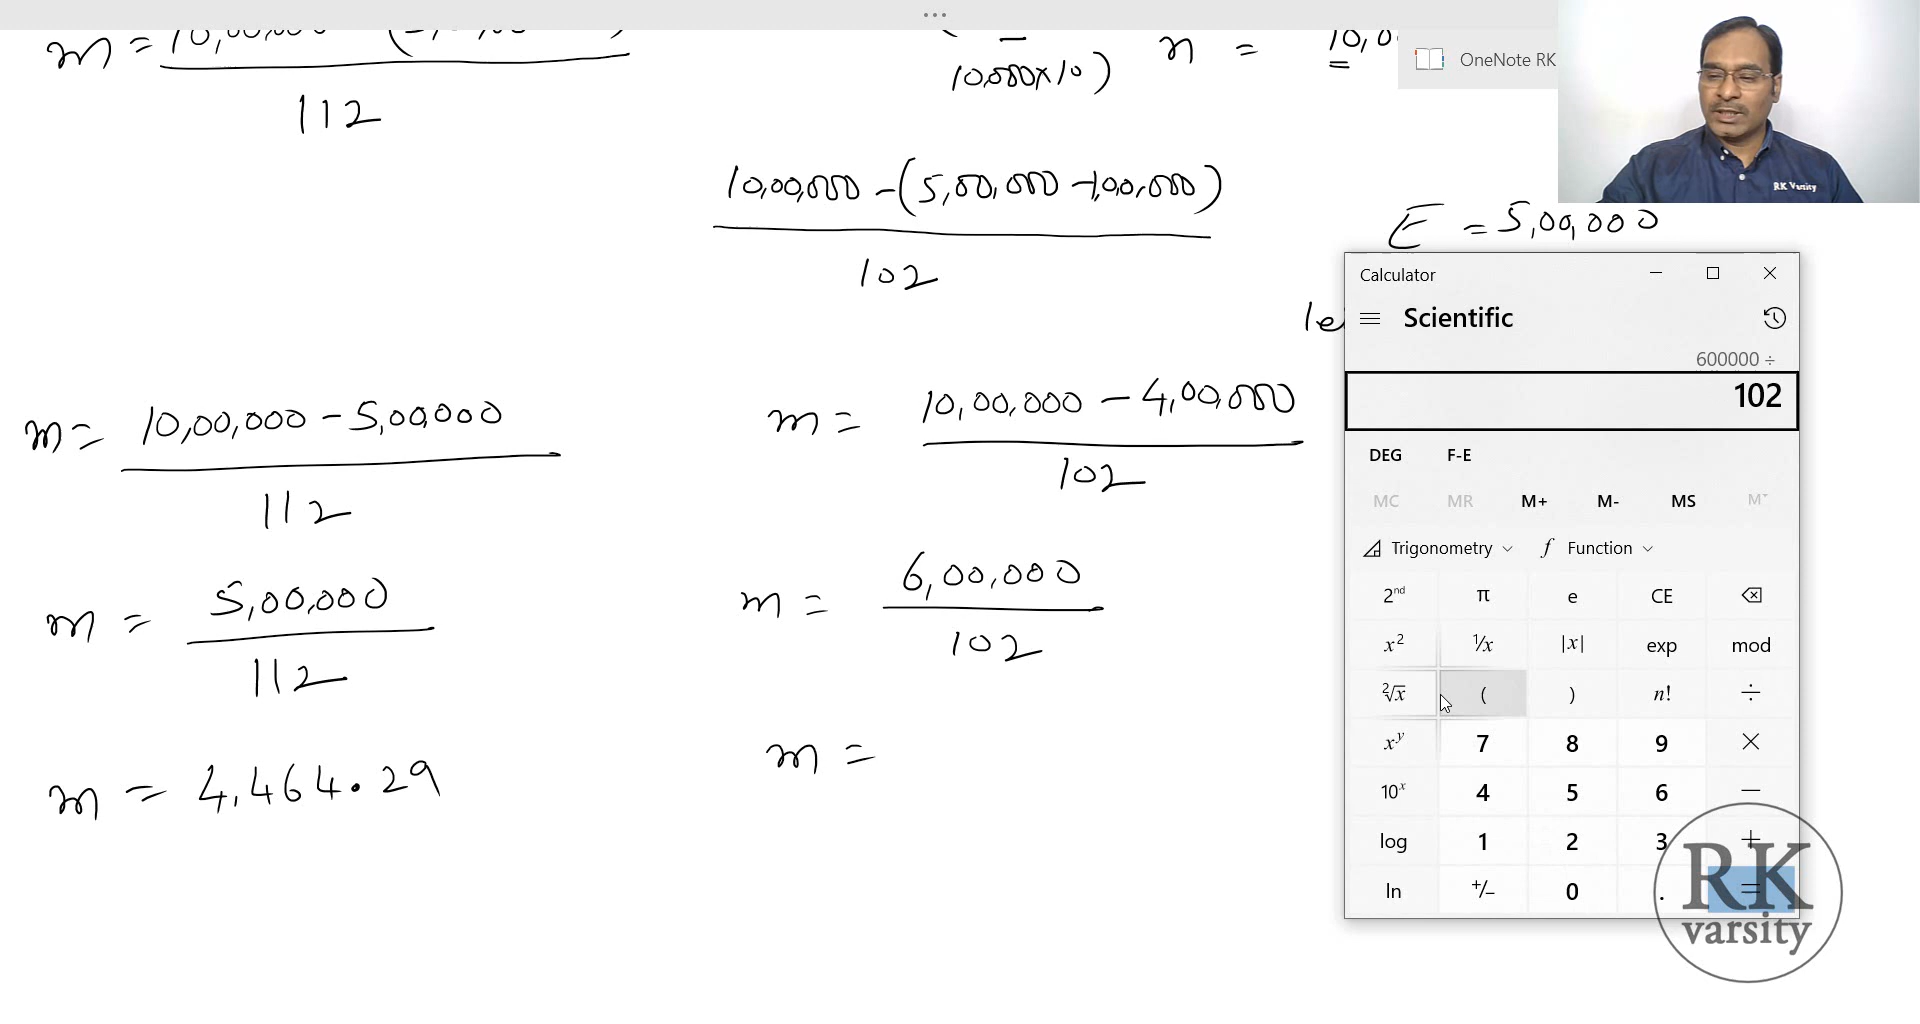 •••
m =
112
10,000×10)
n =
OneNote RK
RK Varsity
10,00,000 - (5,00,000 - 1,00,000)
102
E = 5,00,000
le
m = 10,00,000 - 5,00,000
112
m = 10,00,000 - 4,00,000
102
m = 5,00,000
112
m = 6,00,000
102
m = 4,464.29
m =
Calculator
Scientific
600000 ÷
102
DEG F-E
MC MR M+ M- MS M˅
Trigonometry f Function
2ⁿᵈ π e CE
x² ¹/x |x| exp mod
²√x ( ) n! ÷
xʸ 7 8 9 ×
10ˣ 4 5 6 −
log 1 2 3 +
ln +/− 0 . =
RK
varsity